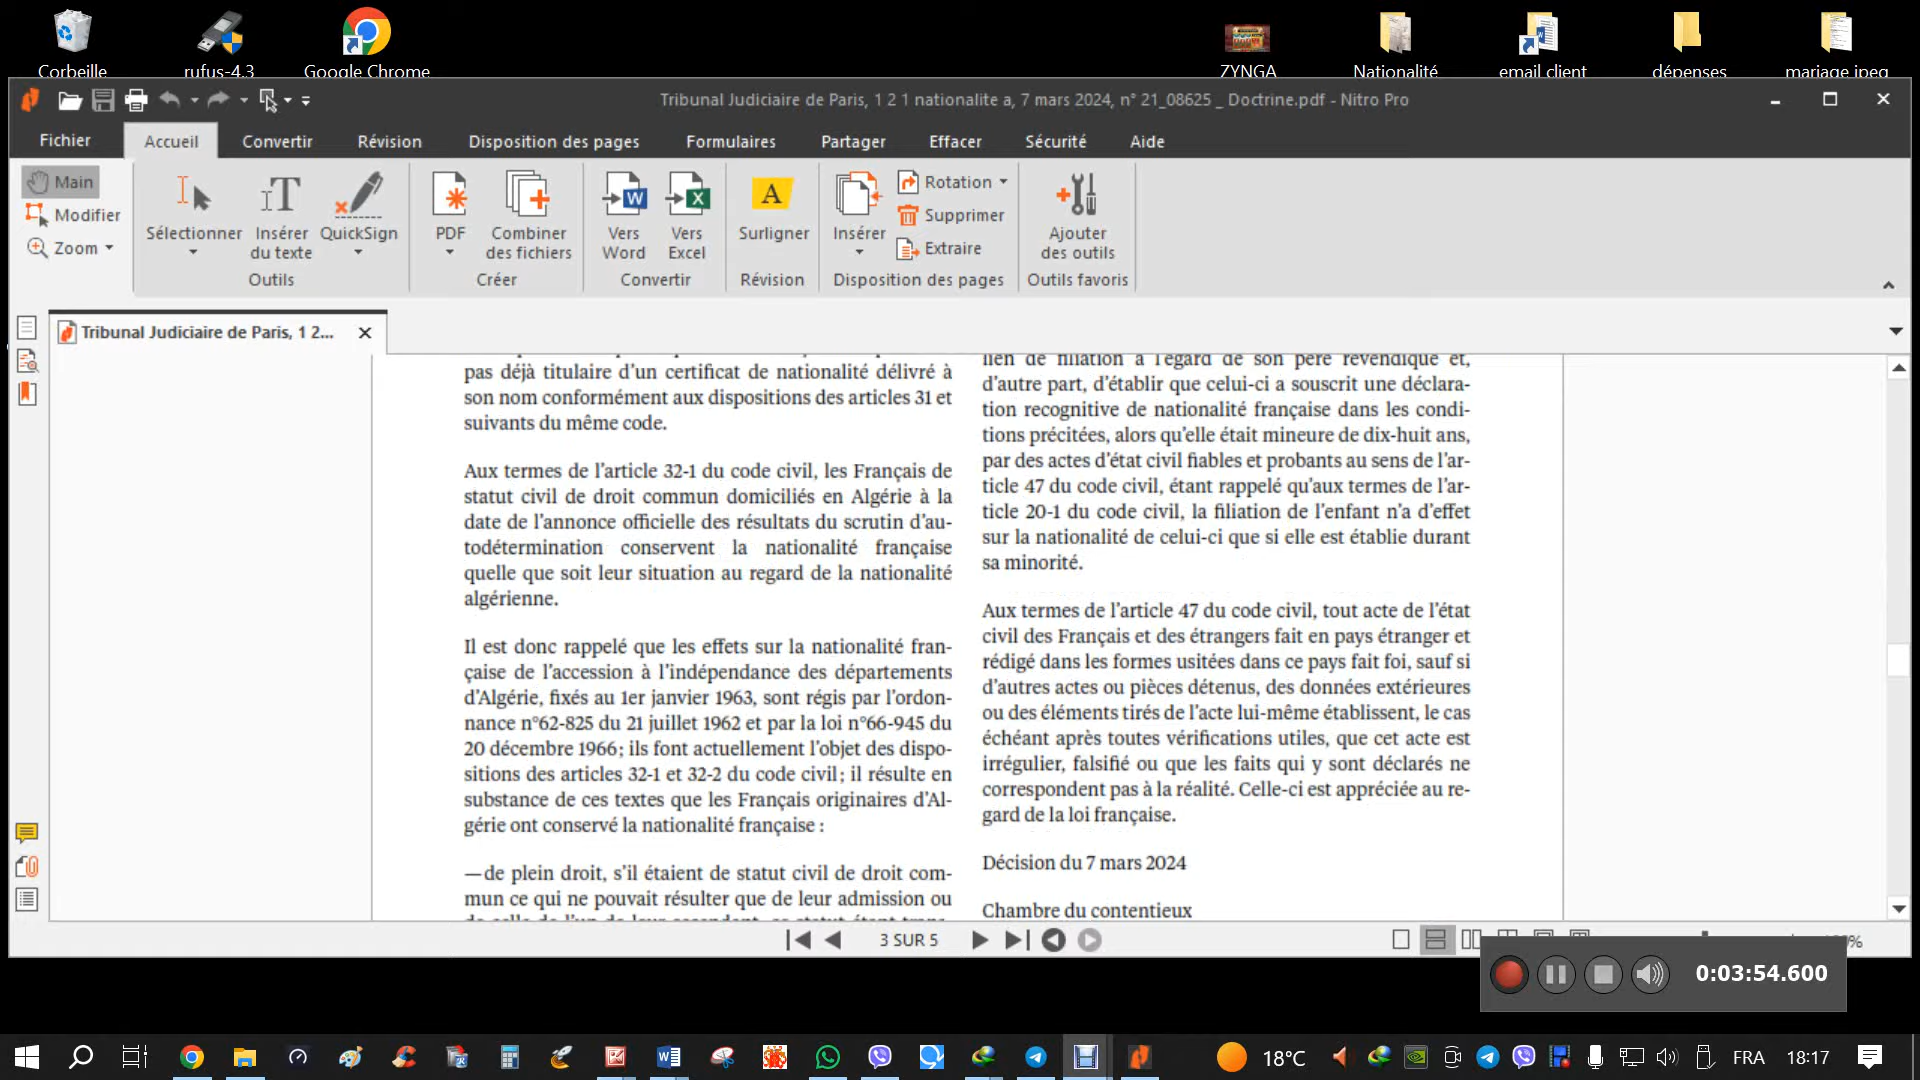 Corbeille
rufus-4.3
Google Chrome
ZYNGA
Nationalité
email client
dépenses
mariage jpeg
Tribunal Judiciaire de Paris, 1 2 1 nationalite a, 7 mars 2024, n° 21_08625 _ Doctrine.pdf - Nitro Pro
Fichier
Accueil
Convertir
Révision
Disposition des pages
Formulaires
Partager
Effacer
Sécurité
Aide
Main
Modifier
Zoom
Sélectionner
Insérer
du texte
QuickSign
Outils
PDF
Combiner
des fichiers
Créer
Vers
Word
Vers
Excel
Convertir
Surligner
Révision
Insérer
Rotation
Supprimer
Extraire
Disposition des pages
Ajouter
des outils
Outils favoris
Tribunal Judiciaire de Paris, 1 2...
pas déjà titulaire d'un certificat de nationalité délivré à
son nom conformément aux dispositions des articles 31 et
suivants du même code.
Aux termes de l'article 32-1 du code civil, les Français de
statut civil de droit commun domiciliés en Algérie à la
date de l'annonce officielle des résultats du scrutin d'au-
todétermination conservent la nationalité française
quelle que soit leur situation au regard de la nationalité
algérienne.
Il est donc rappelé que les effets sur la nationalité fran-
çaise de l'accession à l'indépendance des départements
d'Algérie, fixés au 1er janvier 1963, sont régis par l'ordon-
nance n°62-825 du 21 juillet 1962 et par la loi n°66-945 du
20 décembre 1966; ils font actuellement l'objet des dispo-
sitions des articles 32-1 et 32-2 du code civil; il résulte en
substance de ces textes que les Français originaires d'Al-
gérie ont conservé la nationalité française :
—de plein droit, s'il étaient de statut civil de droit com-
mun ce qui ne pouvait résulter que de leur admission ou
lien de filiation à l'égard de son père revendiqué et,
d'autre part, d'établir que celui-ci a souscrit une déclara-
tion recognitive de nationalité française dans les condi-
tions précitées, alors qu'elle était mineure de dix-huit ans,
par des actes d'état civil fiables et probants au sens de l'ar-
ticle 47 du code civil, étant rappelé qu'aux termes de l'ar-
ticle 20-1 du code civil, la filiation de l'enfant n'a d'effet
sur la nationalité de celui-ci que si elle est établie durant
sa minorité.
Aux termes de l'article 47 du code civil, tout acte de l'état
civil des Français et des étrangers fait en pays étranger et
rédigé dans les formes usitées dans ce pays fait foi, sauf si
d'autres actes ou pièces détenus, des données extérieures
ou des éléments tirés de l'acte lui-même établissent, le cas
échéant après toutes vérifications utiles, que cet acte est
irrégulier, falsifié ou que les faits qui y sont déclarés ne
correspondent pas à la réalité. Celle-ci est appréciée au re-
gard de la loi française.
Décision du 7 mars 2024
Chambre du contentieux
3 SUR 5
0:03:54.600
18°C
FRA
18:17